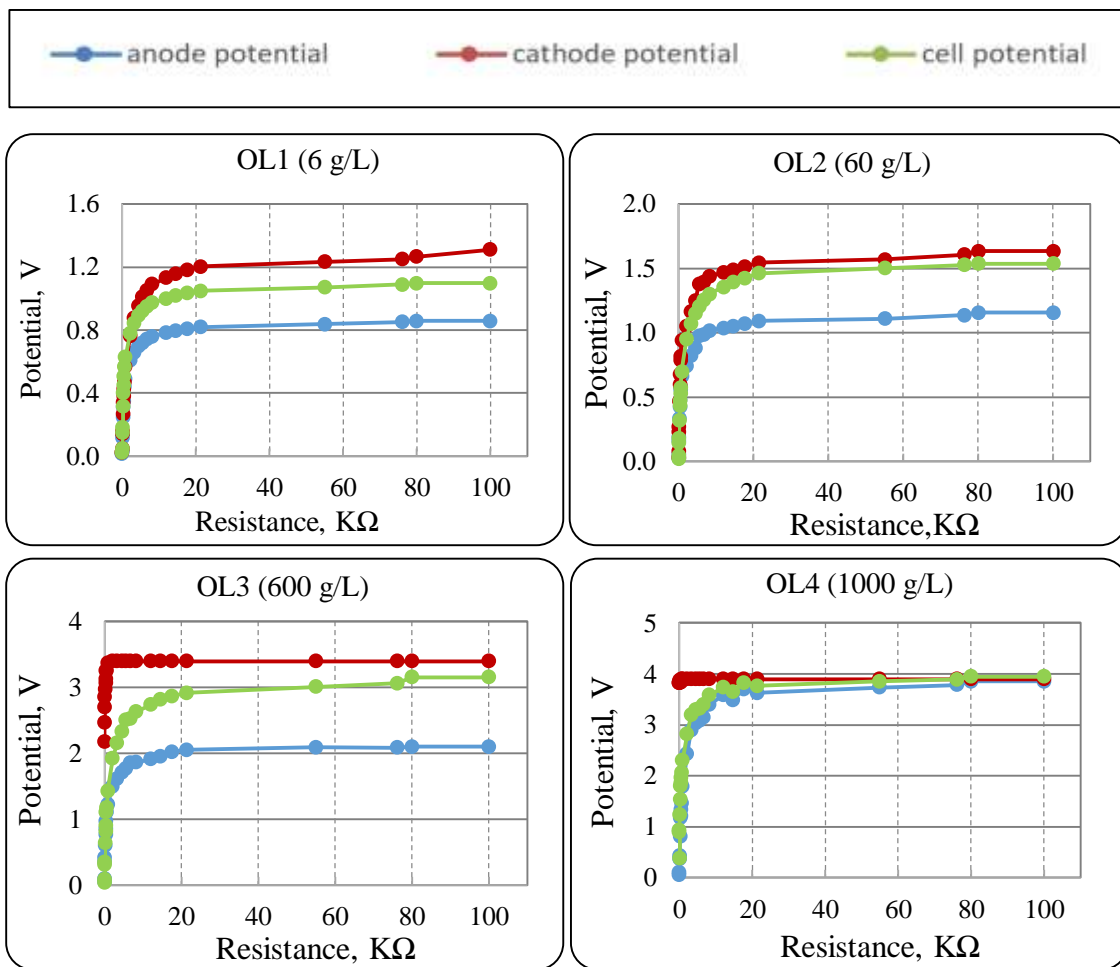 anode potential cathode potential cell potential
OL1 (6 g/L)
Potential, V
1.6
1.2
0.8
0.4
0.0
0 20 40 60 80 100
Resistance, KΩ
OL2 (60 g/L)
Potential, V
2.0
1.5
1.0
0.5
0.0
0 20 40 60 80 100
Resistance,KΩ
OL3 (600 g/L)
Potential, V
4
3
2
1
0
0 20 40 60 80 100
Resistance, KΩ
OL4 (1000 g/L)
Potential, V
5
4
3
2
1
0
0 20 40 60 80 100
Resistance, KΩ